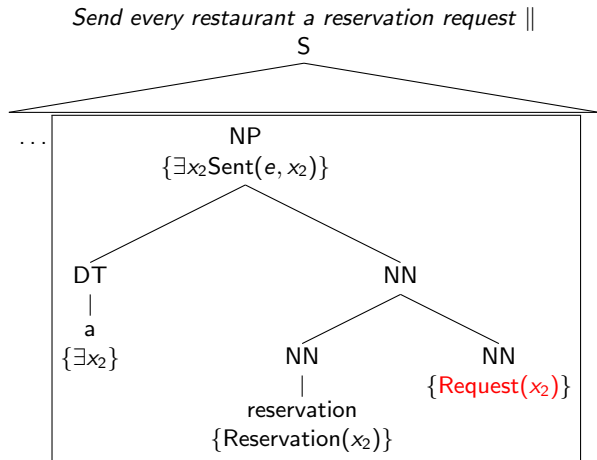 Send every restaurant a reservation request ∥
S
... NP
{∃x₂Sent(e, x₂)}
DT NN
a
{∃x₂}
NN NN
{Request(x₂)}
reservation
{Reservation(x₂)}